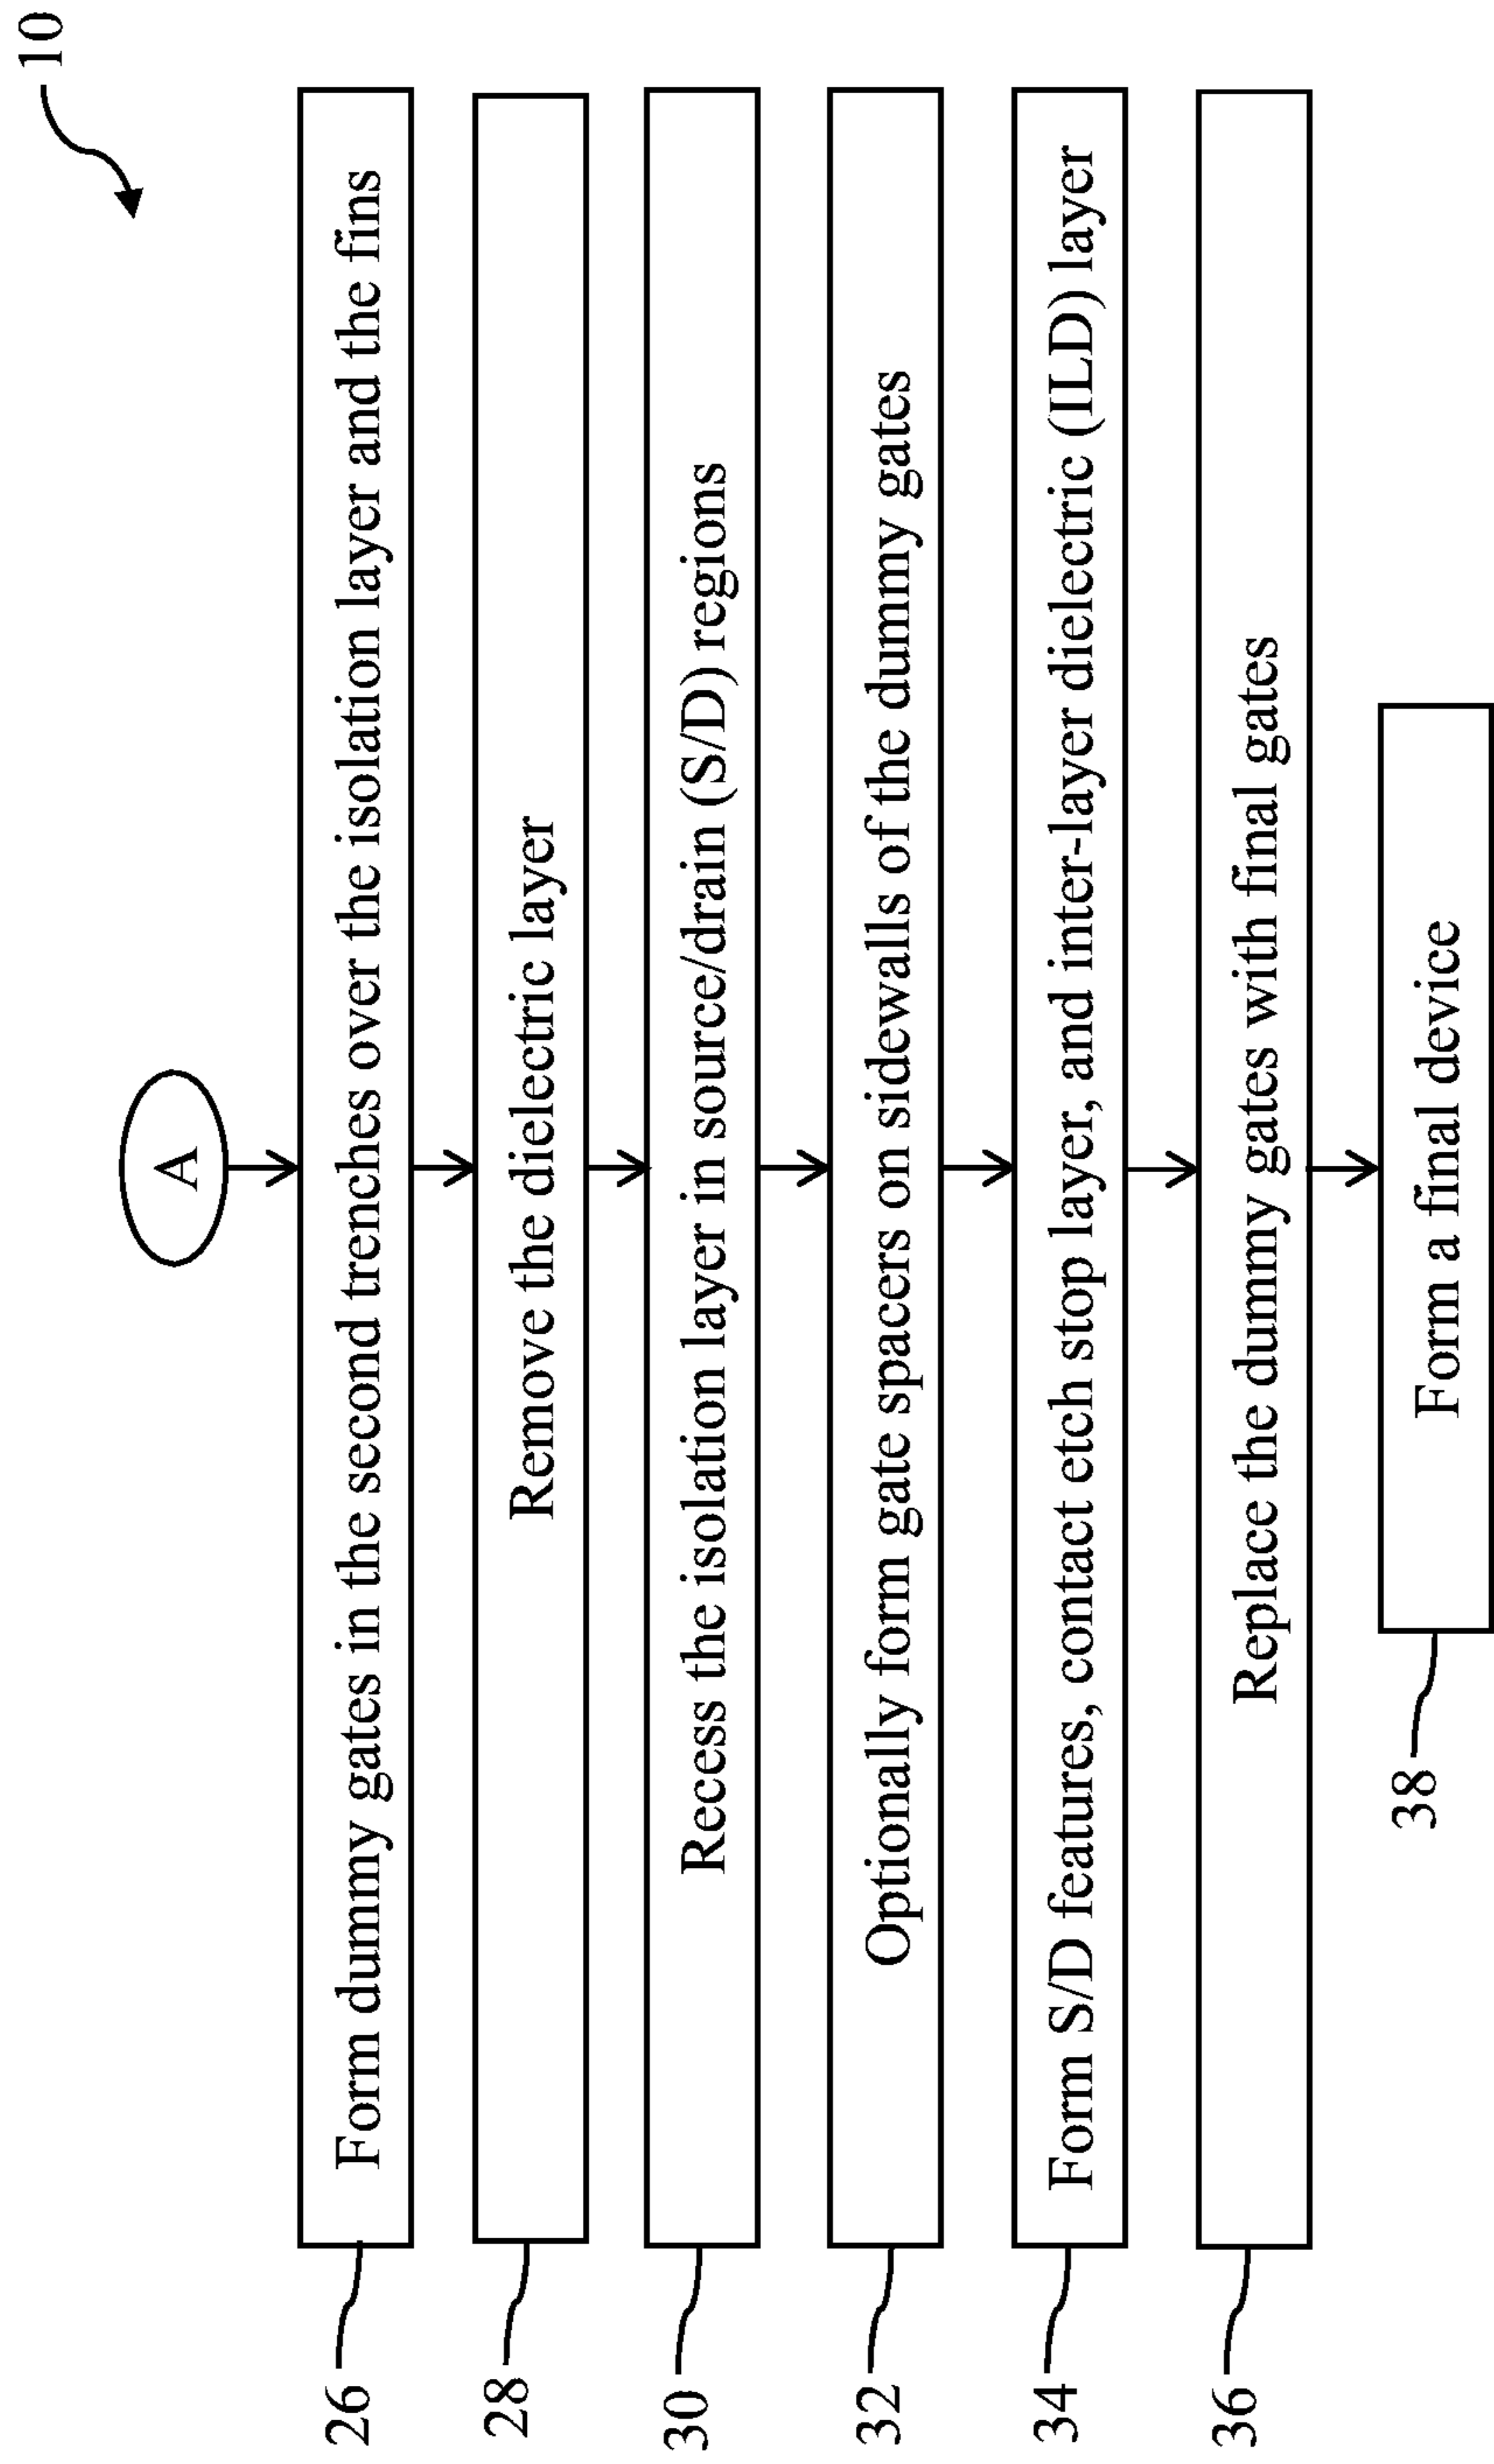 10
A
26
Form dummy gates in the second trenches over the isolation layer and the fins
28
Remove the dielectric layer
30
Recess the isolation layer in source/drain (S/D) regions
32
Optionally form gate spacers on sidewalls of the dummy gates
34
Form S/D features, contact etch stop layer, and inter-layer dielectric (ILD) layer
36
Replace the dummy gates with final gates
38
Form a final device